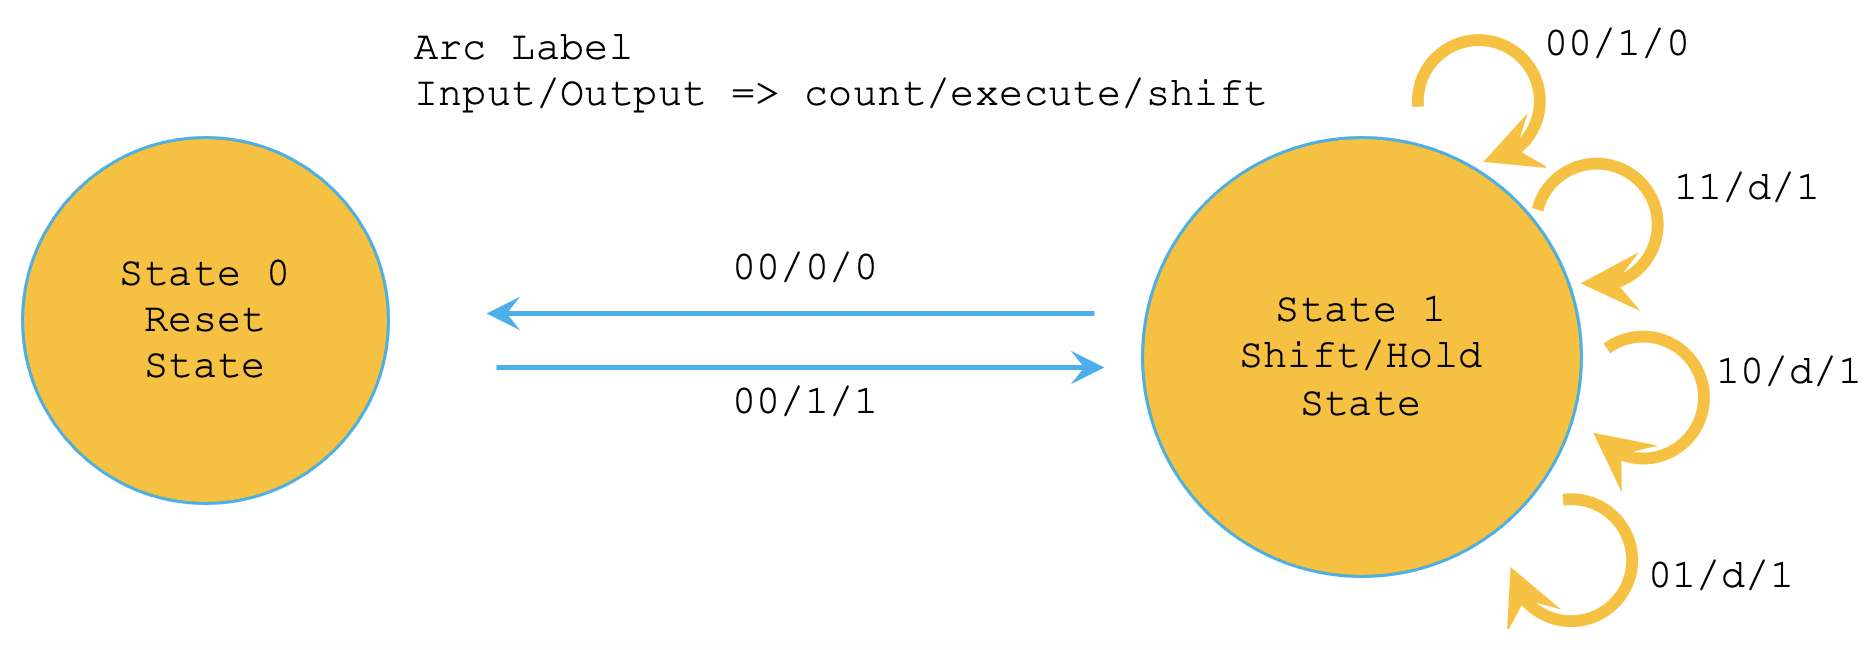 Arc Label
Input/Output => count/execute/shift
00/1/0
11/d/1
State 0
Reset
State
00/0/0
00/1/1
State 1
Shift/Hold
State
10/d/1
01/d/1